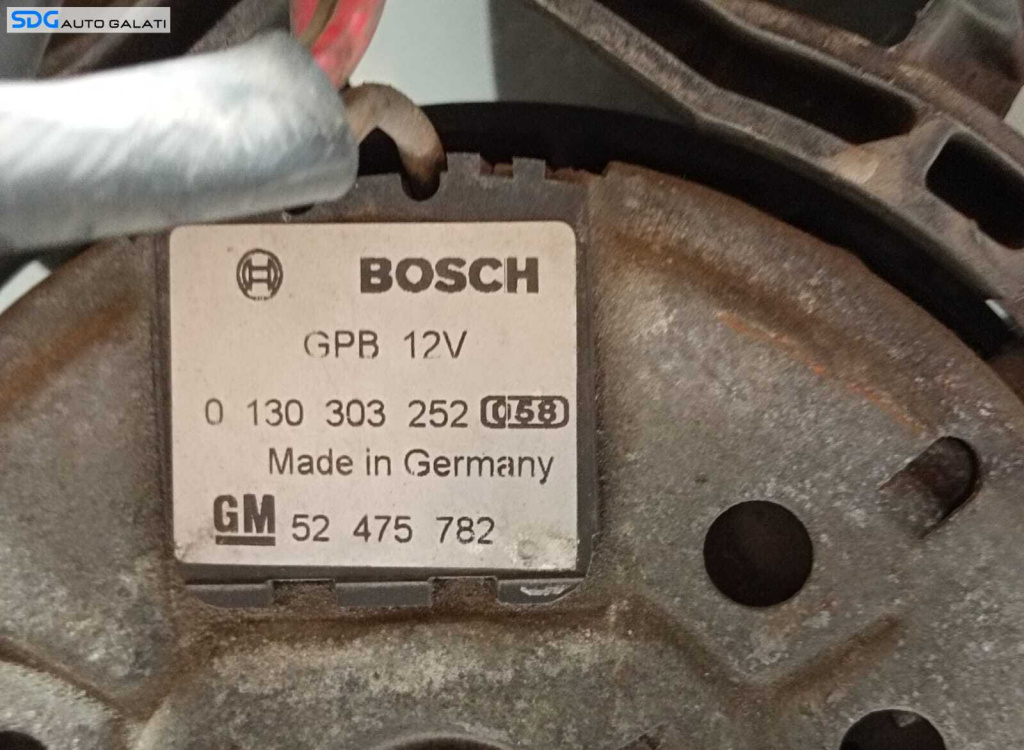 SDG AUTO GALATI
BOSCH
GPB 12V
0 130 303 252 058
Made in Germany
GM 52 475 782